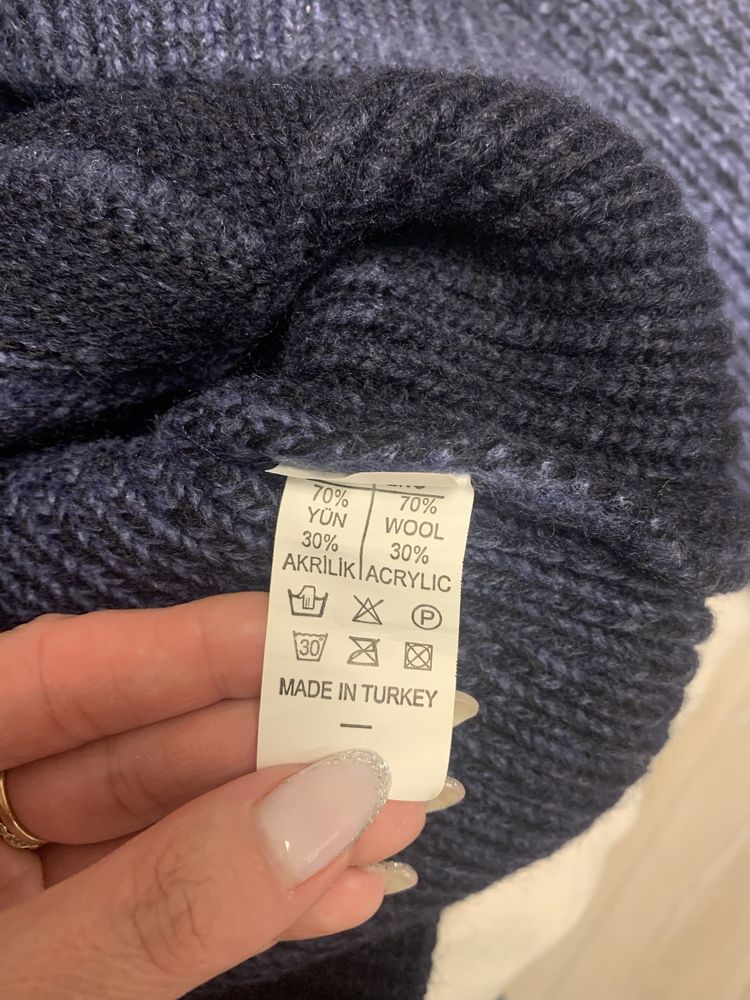 70% 70%
YÜN WOOL
30% 30%
AKRİLİK ACRYLIC
P
30
MADE IN TURKEY